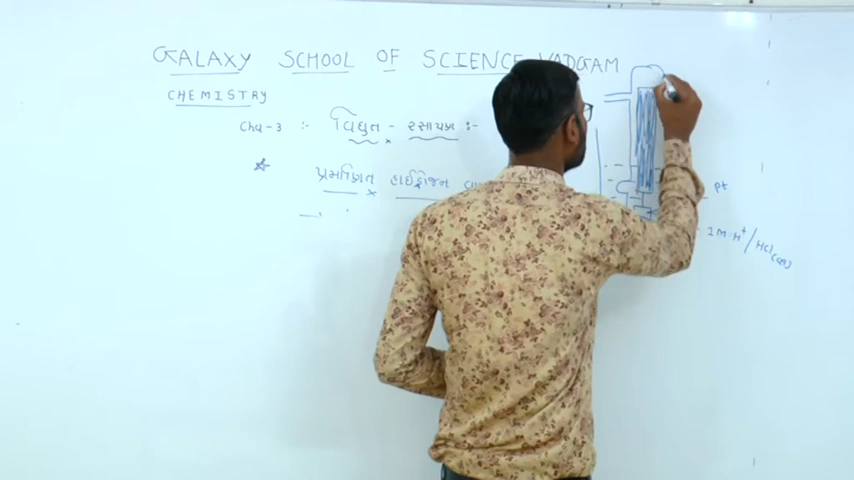 GALAXY SCHOOL OF SCIENCE VADGAM
CHEMISTRY
Cha-3 :- વિદ્યુત - રસાયણ :-
પ્રમાણિત હાઈડ્રોજન
Pt
1M H⁺/HCl(aq)